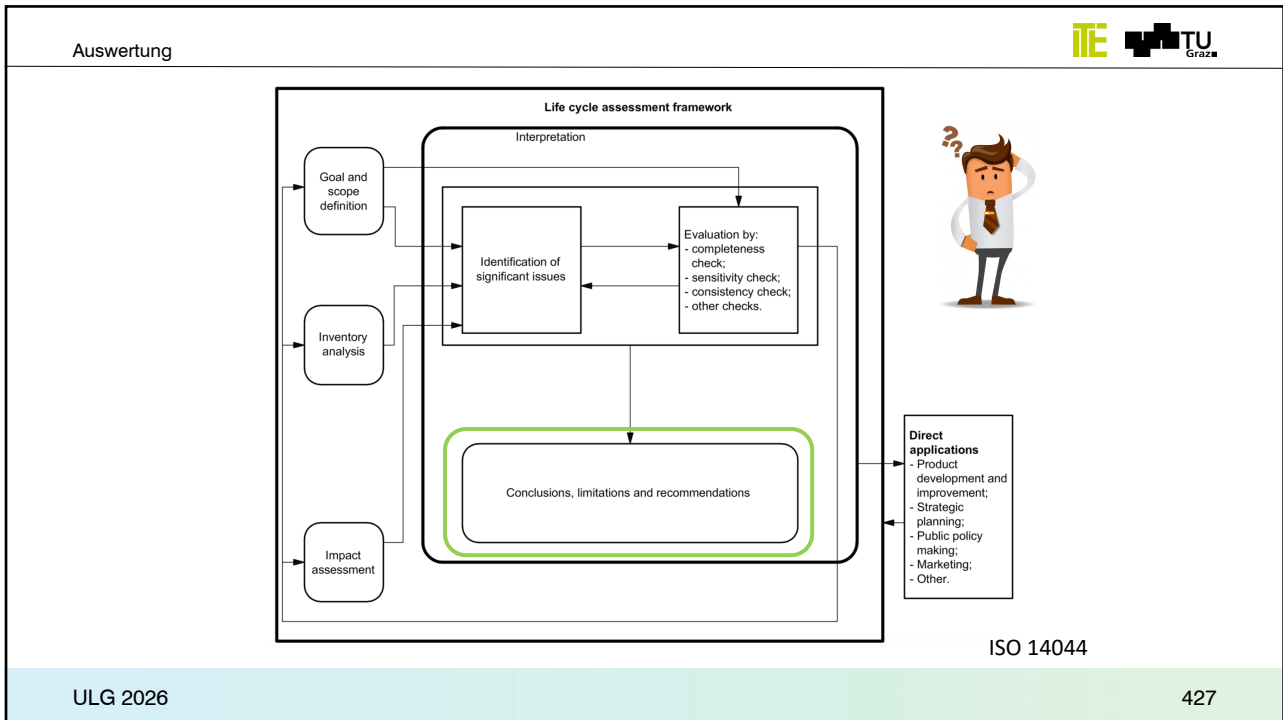 Auswertung
iTE TU
Graz
Life cycle assessment framework
Interpretation
Goal and
scope
definition
Inventory
analysis
Impact
assessment
Identification of
significant issues
Evaluation by:
- completeness
check;
- sensitivity check;
- consistency check;
- other checks.
Conclusions, limitations and recommendations
??
Direct
applications
- Product
development and
improvement;
- Strategic
planning;
- Public policy
making;
- Marketing;
- Other.
ISO 14044
ULG 2026
427